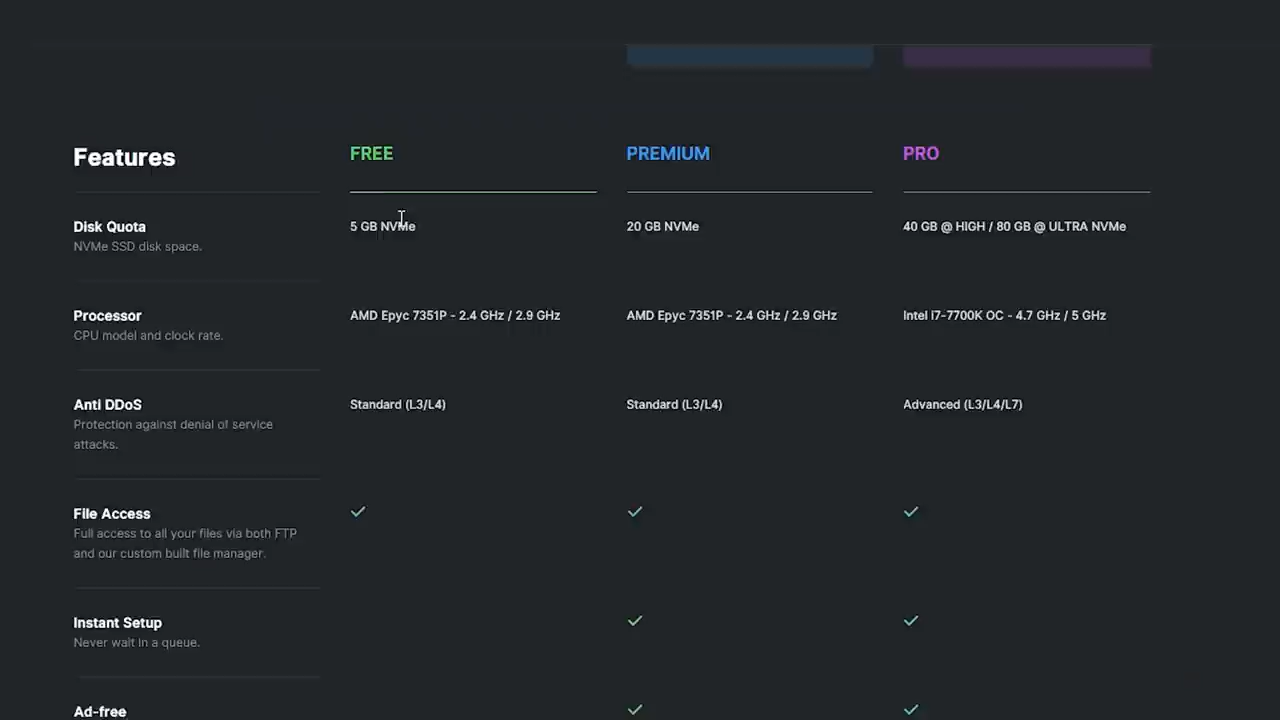 Features FREE PREMIUM PRO
Disk Quota 5 GB NVMe 20 GB NVMe 40 GB @ HIGH / 80 GB @ ULTRA NVMe
NVMe SSD disk space.
Processor AMD Epyc 7351P - 2.4 GHz / 2.9 GHz AMD Epyc 7351P - 2.4 GHz / 2.9 GHz Intel i7-7700K OC - 4.7 GHz / 5 GHz
CPU model and clock rate.
Anti DDoS Standard (L3/L4) Standard (L3/L4) Advanced (L3/L4/L7)
Protection against denial of service
attacks.
File Access
Full access to all your files via both FTP
and our custom built file manager.
Instant Setup
Never wait in a queue.
Ad-free